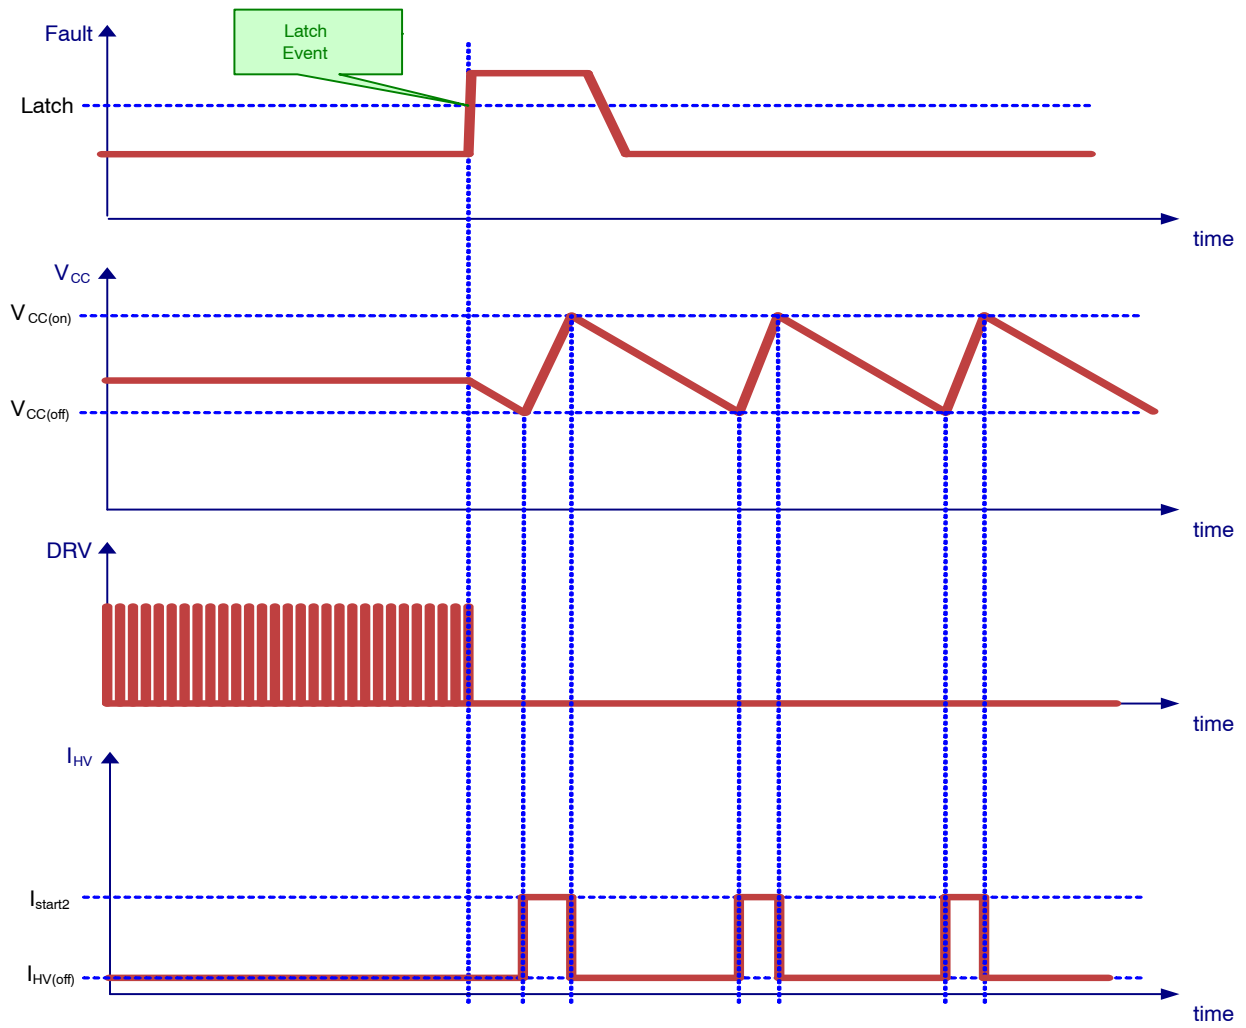 Fault
Latch
Event
Latch
time
VCC
VCC(on)
VCC(off)
time
DRV
time
IHV
Istart2
IHV(off)
time